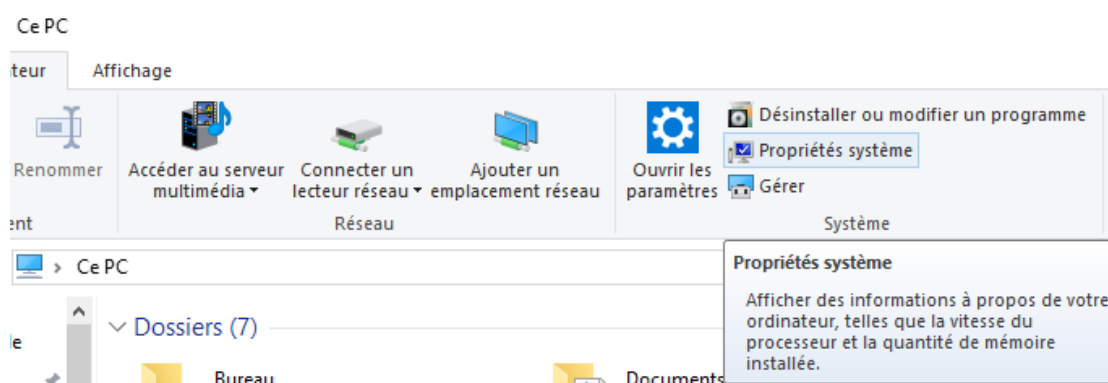 Ce PC
teur Affichage
Renommer
Accéder au serveur multimédia
Connecter un lecteur réseau
Ajouter un emplacement réseau
Ouvrir les paramètres
Désinstaller ou modifier un programme
Propriétés système
Gérer
ent Réseau Système
Ce PC
Propriétés système
Afficher des informations à propos de votre
ordinateur, telles que la vitesse du
processeur et la quantité de mémoire
installée.
le
Dossiers (7)
Bureau Documents